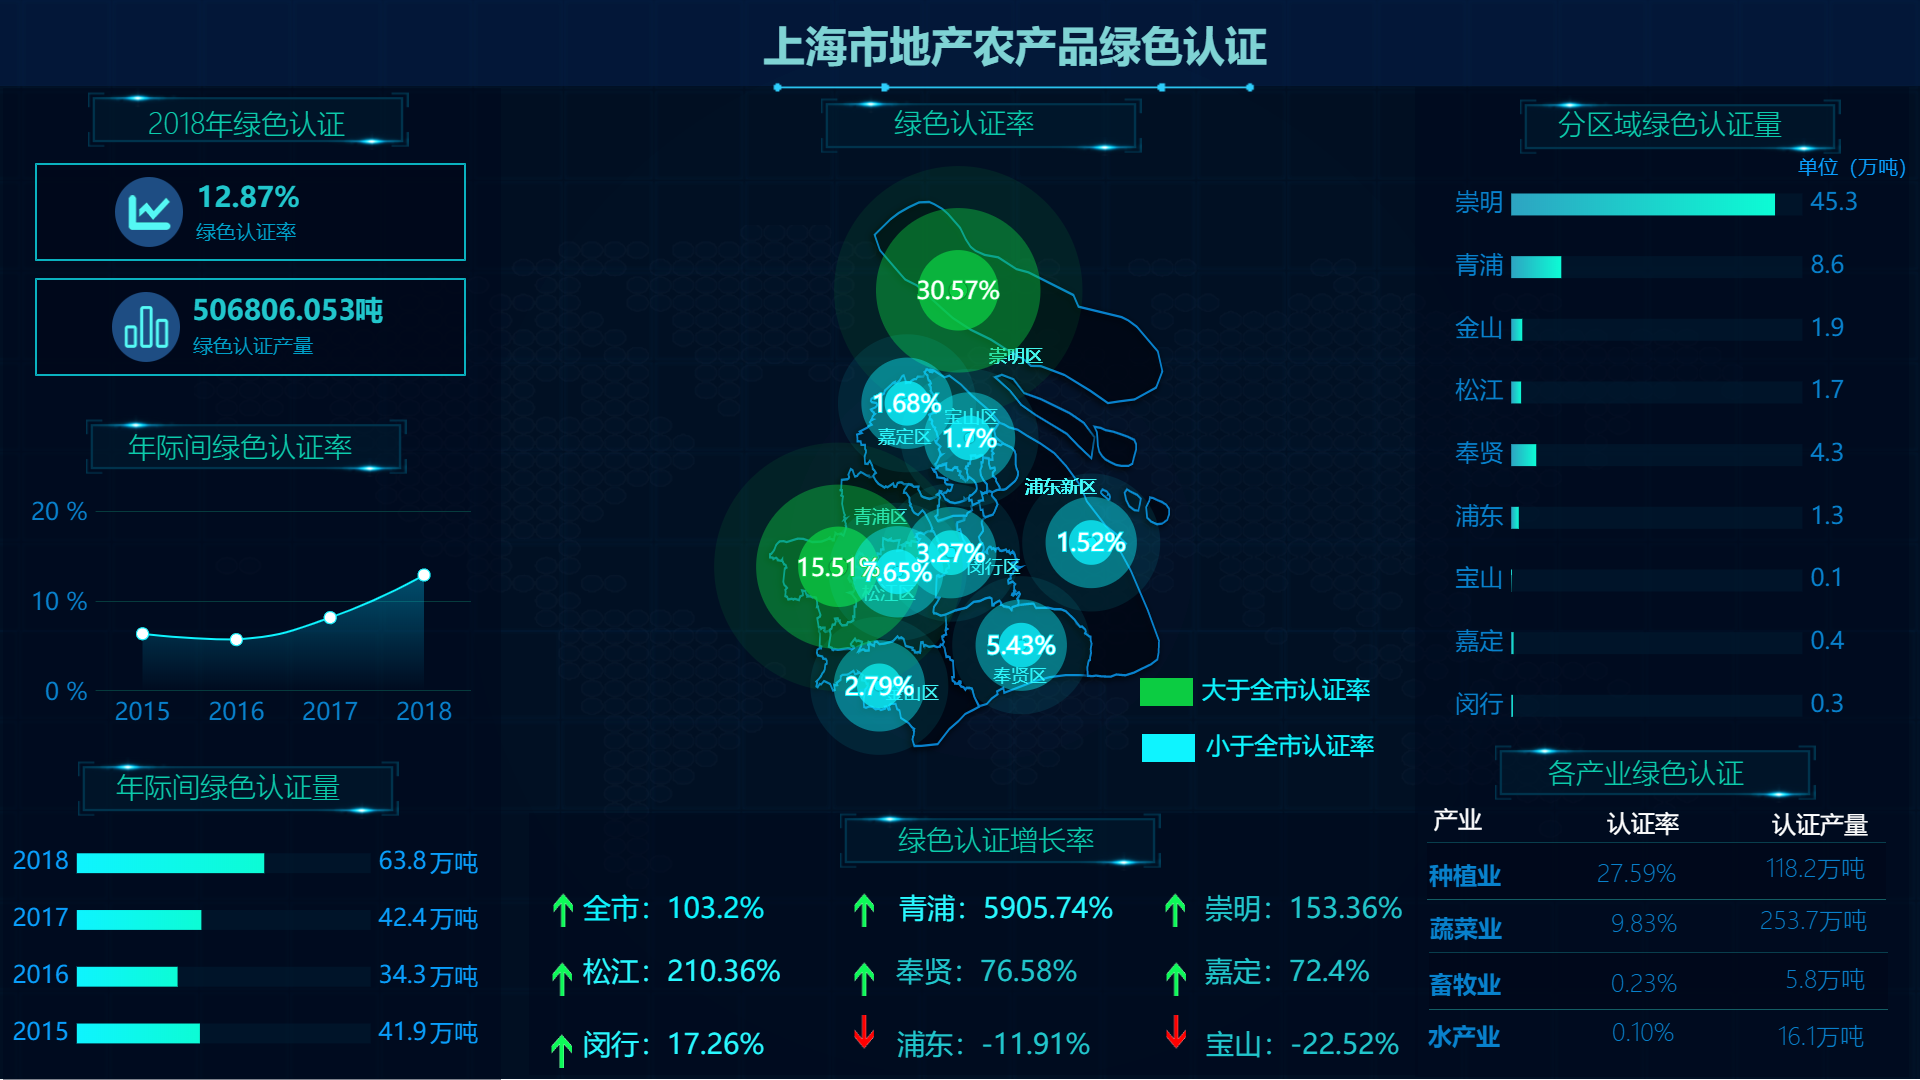 上海市地产农产品绿色认证
2018年绿色认证
12.87%
绿色认证率
506806.053吨
绿色认证产量
年际间绿色认证率
20 %
10 %
0 %
2015 2016 2017 2018
年际间绿色认证量
2018 63.8万吨
2017 42.4万吨
2016 34.3万吨
2015 41.9万吨
绿色认证率
30.57%
崇明区
1.68%
宝山区
嘉定区
1.7%
浦东新区
青浦区
1.52%
3.27%
15.51%
7.65%
闵行区
松江区
5.43%
奉贤区
2.79%
金山区
大于全市认证率
小于全市认证率
绿色认证增长率
全市：103.2% 青浦：5905.74% 崇明：153.36%
松江：210.36% 奉贤：76.58% 嘉定：72.4%
闵行：17.26% 浦东：-11.91% 宝山：-22.52%
分区域绿色认证量
单位（万吨）
崇明 45.3
青浦 8.6
金山 1.9
松江 1.7
奉贤 4.3
浦东 1.3
宝山 0.1
嘉定 0.4
闵行 0.3
各产业绿色认证
产业 认证率 认证产量
种植业 27.59% 118.2万吨
蔬菜业 9.83% 253.7万吨
畜牧业 0.23% 5.8万吨
水产业 0.10% 16.1万吨